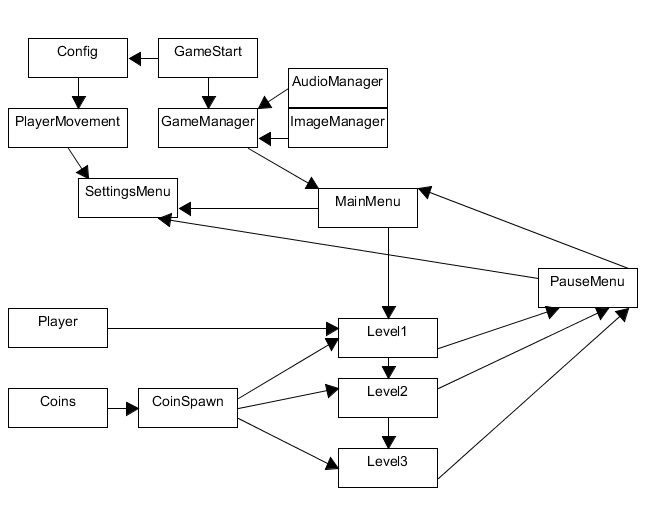 Config
GameStart
AudioManager
PlayerMovement
GameManager
ImageManager
SettingsMenu
MainMenu
PauseMenu
Player
Level1
Coins
CoinSpawn
Level2
Level3